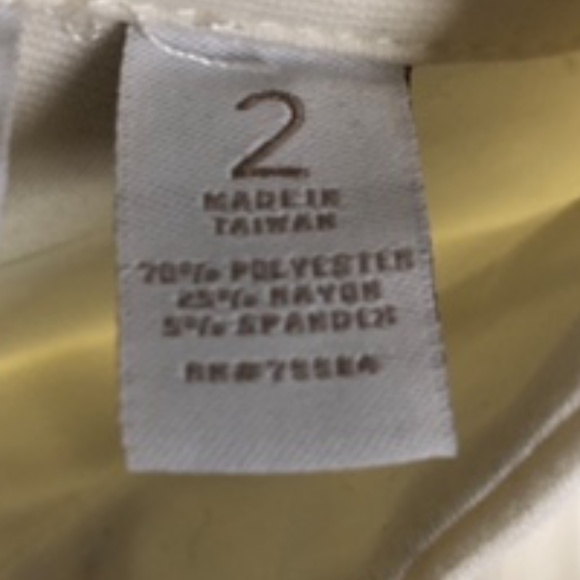 2
MADE IN
TAIWAN
70% POLYESTER
25% RAYON
5% SPANDEX